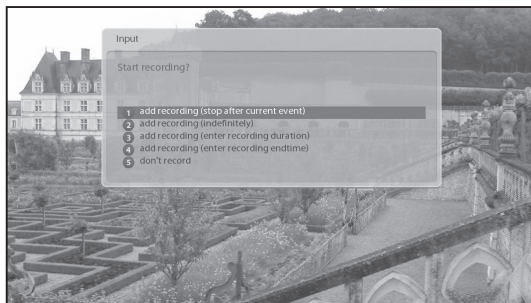 Input
Start recording?
1 add recording (stop after current event)
2 add recording (indefinitely)
3 add recording (enter recording duration)
4 add recording (enter recording endtime)
5 don't record